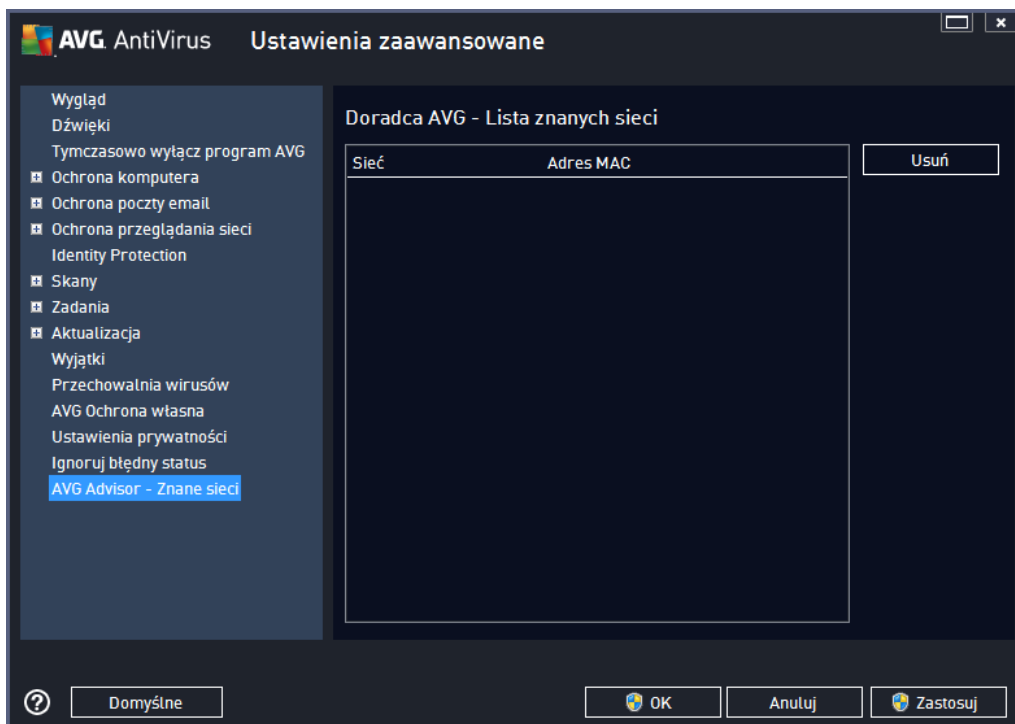 AVG AntiVirus Ustawienia zaawansowane
Wygląd
Dźwięki
Tymczasowo wyłącz program AVG
Ochrona komputera
Ochrona poczty email
Ochrona przeglądania sieci
Identity Protection
Skany
Zadania
Aktualizacja
Wyjątki
Przechowalnia wirusów
AVG Ochrona własna
Ustawienia prywatności
Ignoruj błędny status
AVG Advisor - Znane sieci
Doradca AVG - Lista znanych sieci
Sieć Adres MAC
Usuń
? Domyślne OK Anuluj Zastosuj